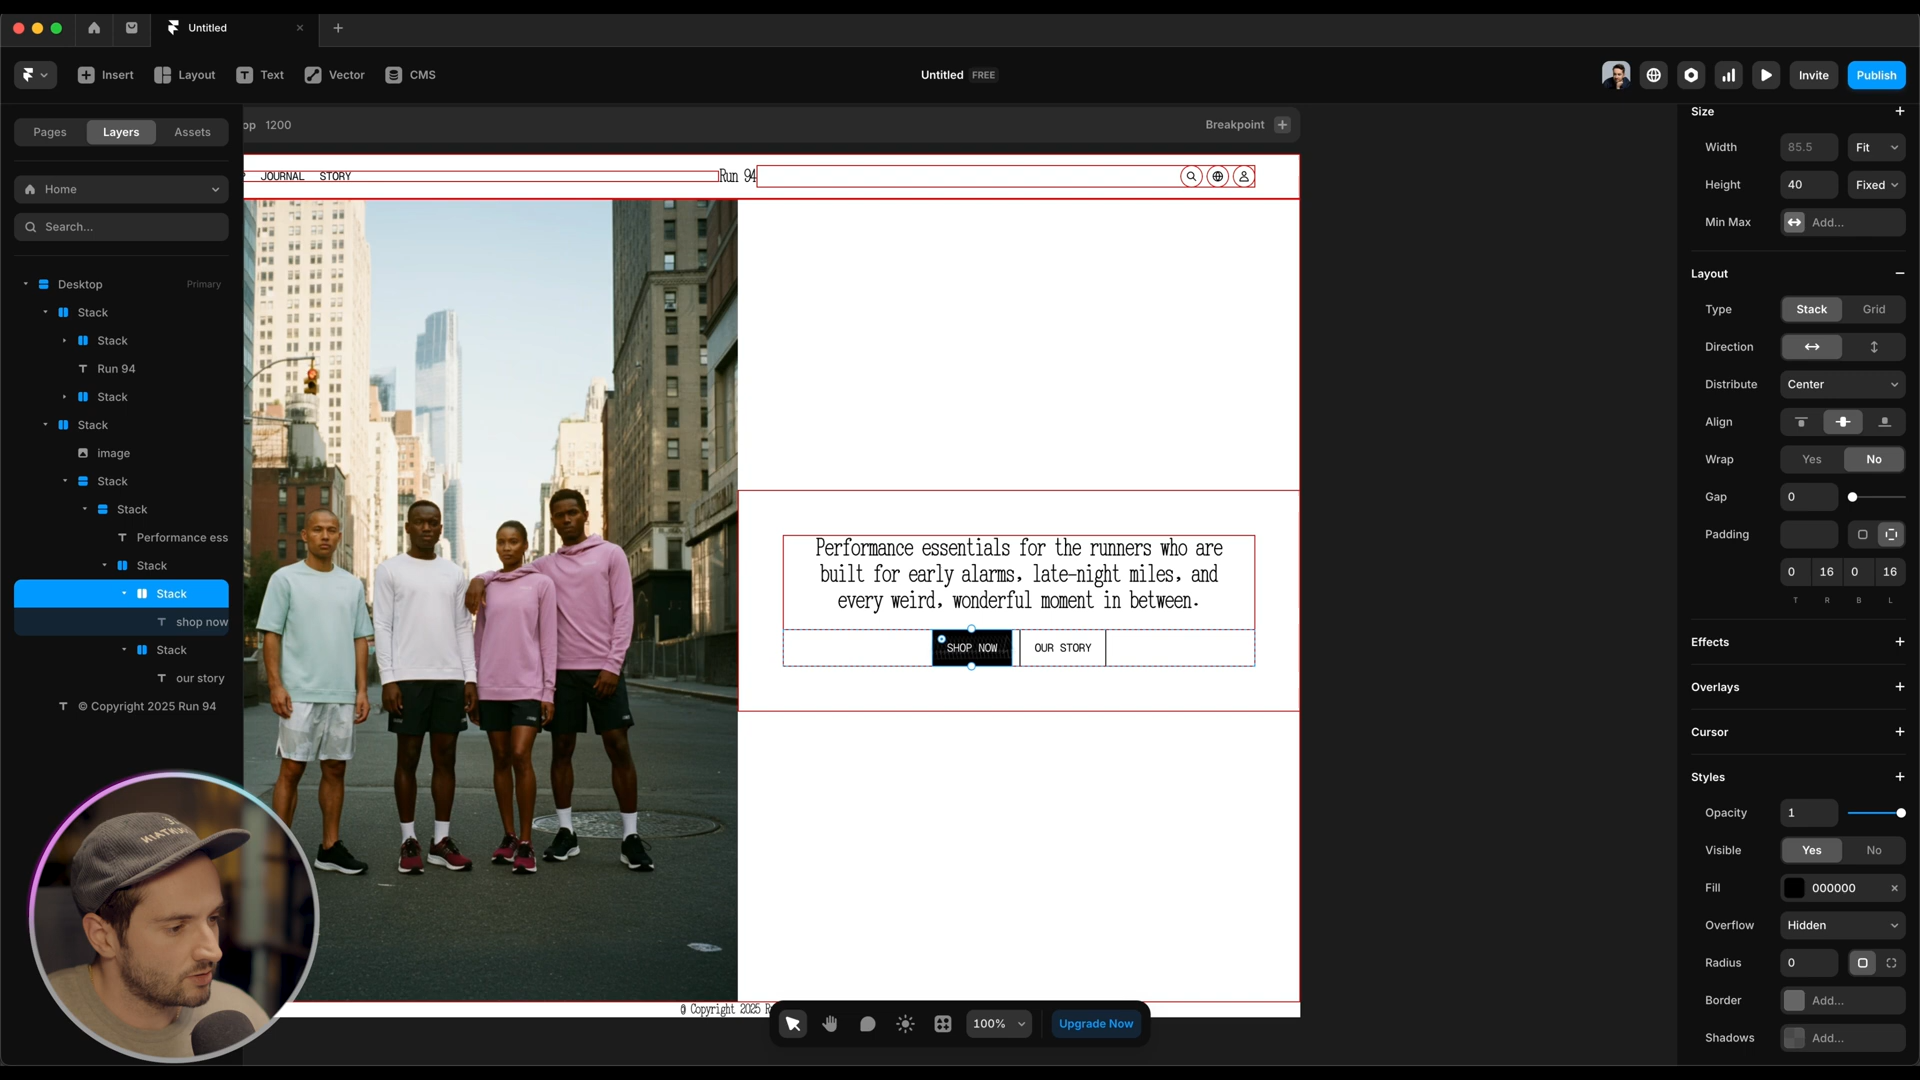 Untitled
Insert
Layout
Text
Vector
CMS
Untitled FREE
Invite
Publish
Pages
Layers
Assets
op 1200
Breakpoint
Home
Search...
Desktop
Primary
Stack
Stack
Run 94
Stack
Stack
image
Stack
Stack
Performance ess
Stack
Stack
shop now
Stack
our story
© Copyright 2025 Run 94
JOURNAL STORY
Run 94
Performance essentials for the runners who are
built for early alarms, late-night miles, and
every weird, wonderful moment in between.
SHOP NOW
OUR STORY
© Copyright 2025 R
100%
Upgrade Now
Size
Width
85.5
Fit
Height
40
Fixed
Min Max
Add...
Layout
Type
Stack
Grid
Direction
Distribute
Center
Align
Wrap
Yes
No
Gap
0
Padding
0 16 0 16
T R B L
Effects
Overlays
Cursor
Styles
Opacity
1
Visible
Yes
No
Fill
000000
Overflow
Hidden
Radius
0
Border
Add...
Shadows
Add...